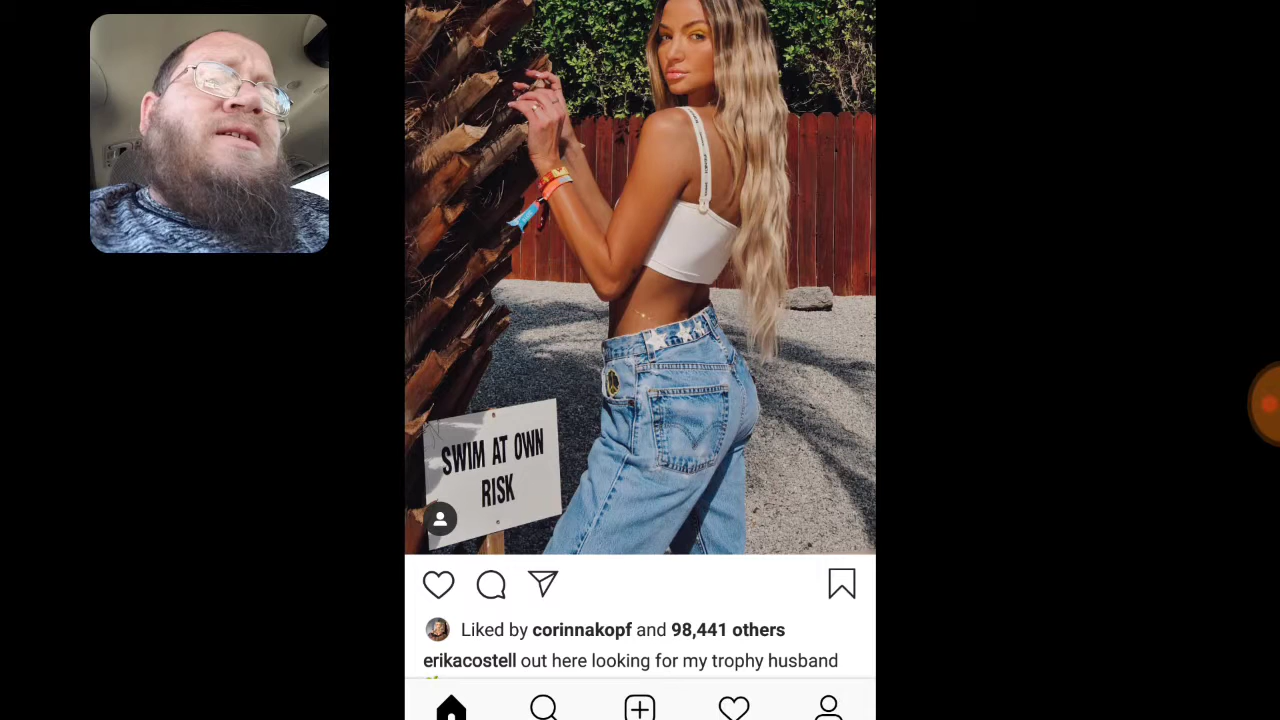 SWIM AT OWN
RISK
Liked by corinnakopf and 98,441 others
erikacostell out here looking for my trophy husband